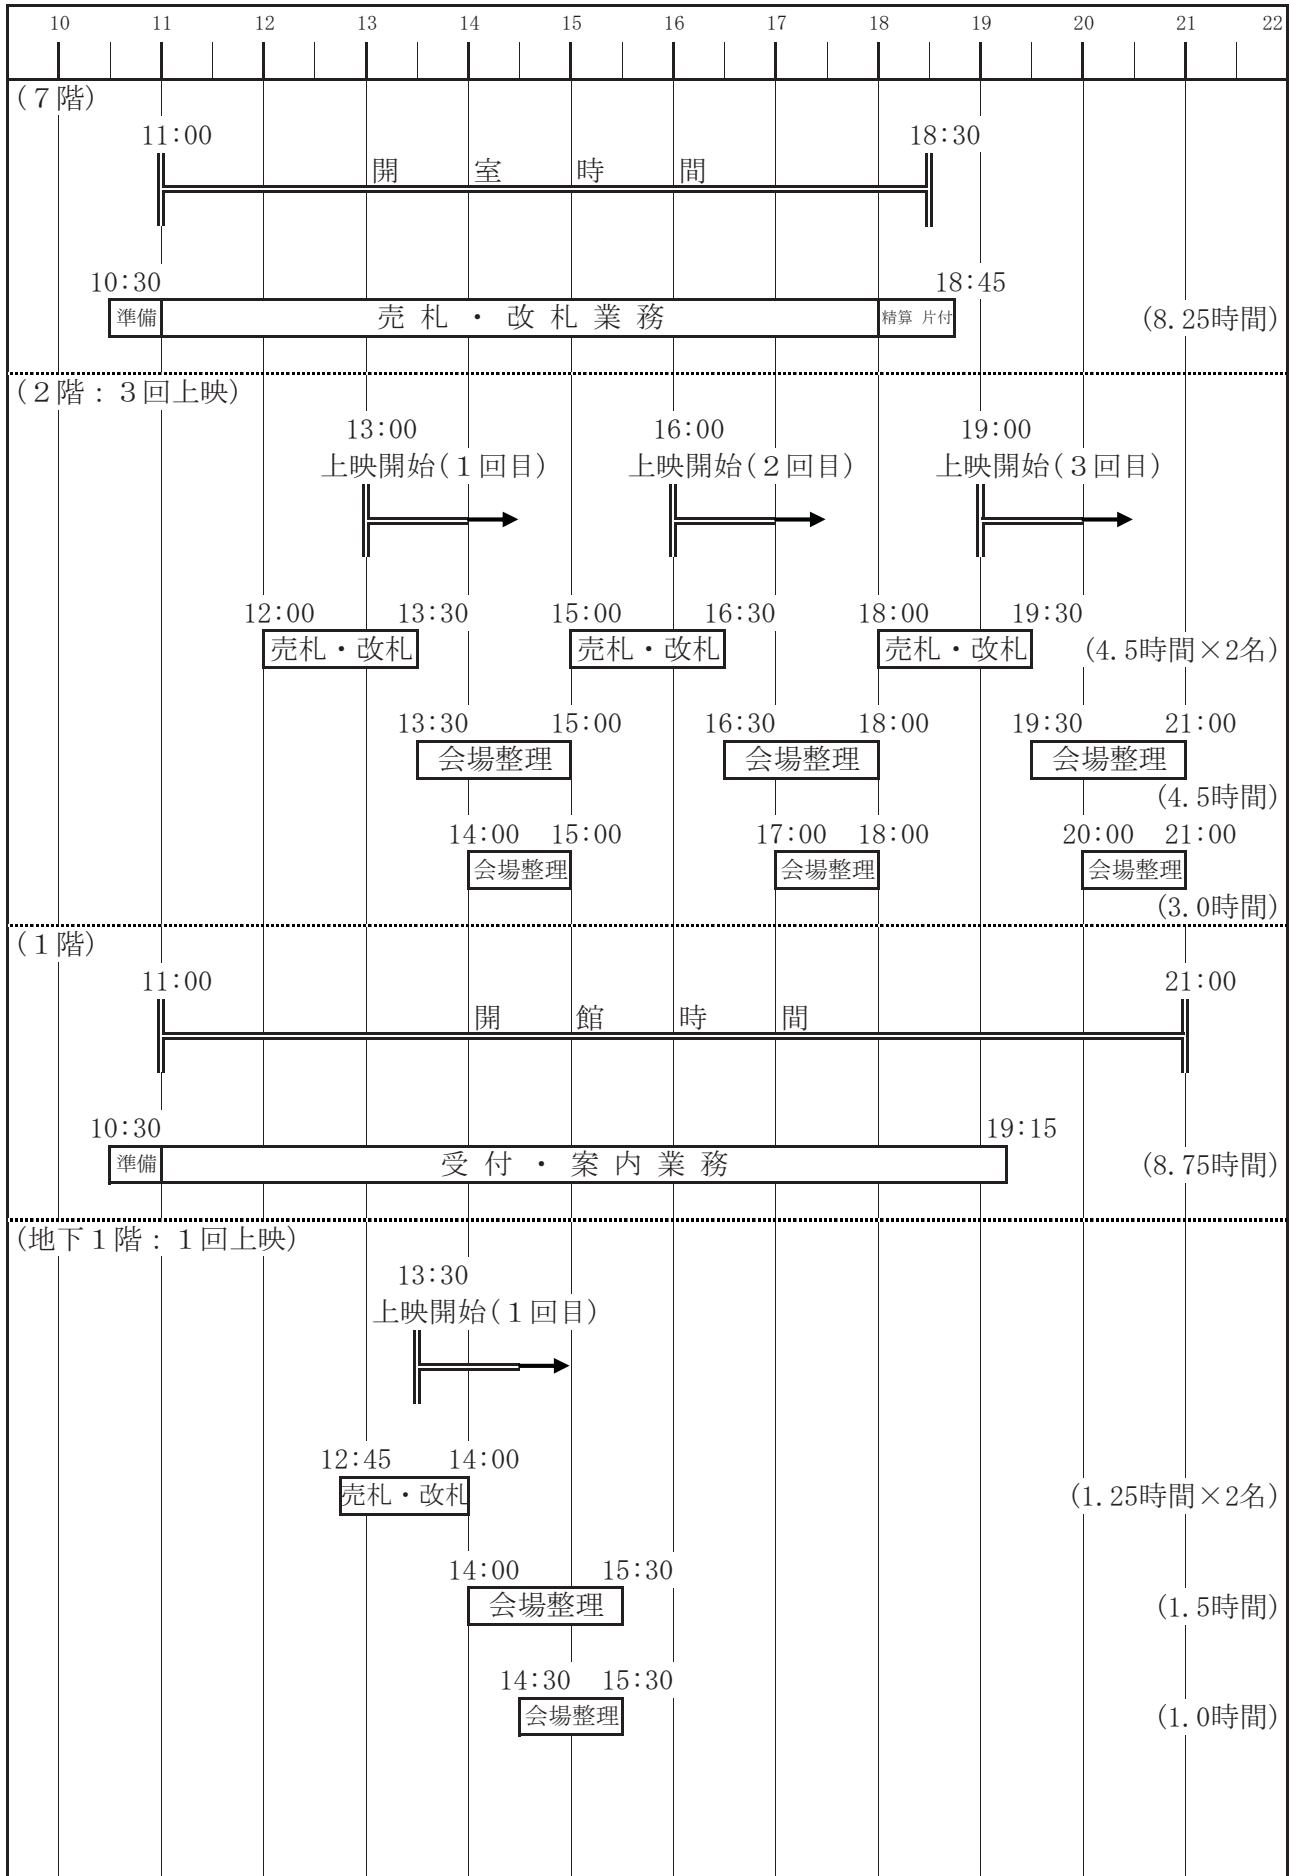 10 11 12 13 14 15 16 17 18 19 20 21 22
(７階)
11:00 18:30
開 室 時 間
10:30 18:45
準備 売 札 ・ 改 札 業 務 精算 片付 (8.25時間)
(２階：３回上映)
13:00 16:00 19:00
上映開始(１回目) 上映開始(２回目) 上映開始(３回目)
12:00 13:30 15:00 16:30 18:00 19:30
売札・改札 売札・改札 売札・改札 (4.5時間×2名)
13:30 15:00 16:30 18:00 19:30 21:00
会場整理 会場整理 会場整理
(4.5時間)
14:00 15:00 17:00 18:00 20:00 21:00
会場整理 会場整理 会場整理
(3.0時間)
(１階)
11:00 21:00
開 館 時 間
10:30 19:15
準備 受 付 ・ 案 内 業 務 (8.75時間)
(地下１階：１回上映)
13:30
上映開始(１回目)
12:45 14:00
売札・改札 (1.25時間×2名)
14:00 15:30
会場整理 (1.5時間)
14:30 15:30
会場整理 (1.0時間)